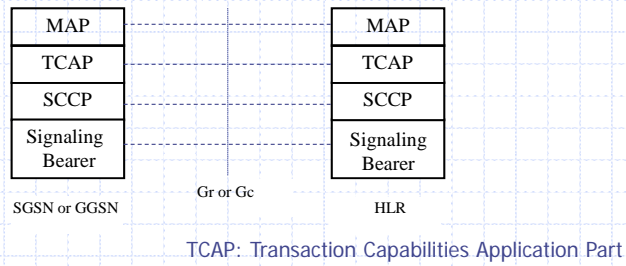 MAP
TCAP
SCCP
Signaling
Bearer
SGSN or GGSN
Gr or Gc
MAP
TCAP
SCCP
Signaling
Bearer
HLR
TCAP: Transaction Capabilities Application Part